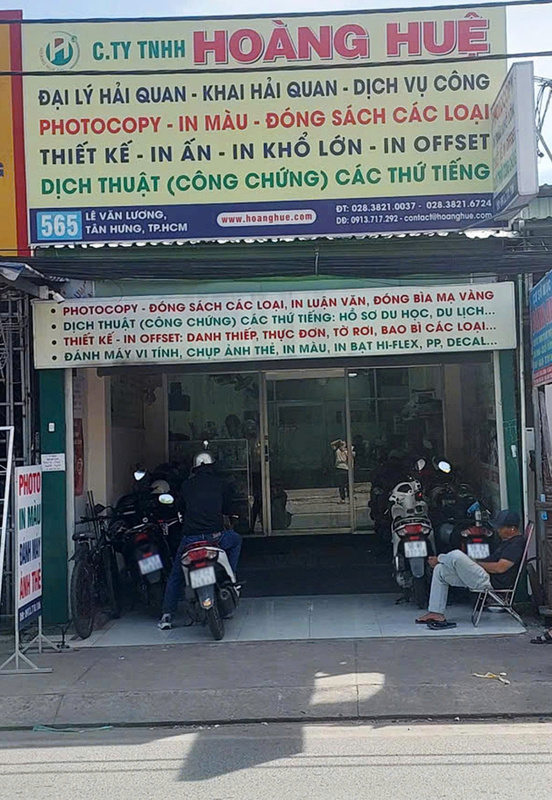 C.TY TNHH HOÀNG HUỆ
ĐẠI LÝ HẢI QUAN - KHAI HẢI QUAN - DỊCH VỤ CÔNG
PHOTOCOPY - IN MÀU - ĐÓNG SÁCH CÁC LOẠI
THIẾT KẾ - IN ẤN - IN KHỔ LỚN - IN OFFSET
DỊCH THUẬT (CÔNG CHỨNG) CÁC THỨ TIẾNG
565 LÊ VĂN LƯƠNG,
TÂN HƯNG, TP.HCM
www.hoanghue.com
ĐT: 028.3821.0037 - 028.3821.6724
DĐ: 0913.717.292 - contact@hoanghue.com
• PHOTOCOPY - ĐÓNG SÁCH CÁC LOẠI, IN LUẬN VĂN, ĐÓNG BÌA MẠ VÀNG
• DỊCH THUẬT (CÔNG CHỨNG) CÁC THỨ TIẾNG: HỒ SƠ DU HỌC, DU LỊCH...
• THIẾT KẾ - IN OFFSET: DANH THIẾP, THỰC ĐƠN, TỜ RƠI, BAO BÌ CÁC LOẠI...
• ĐÁNH MÁY VI TÍNH, CHỤP ẢNH THẺ, IN MÀU, IN BẠT HI-FLEX, PP, DECAL...
PHOTO
IN MÀU
ĐÁNH MÁY
ẢNH THẺ